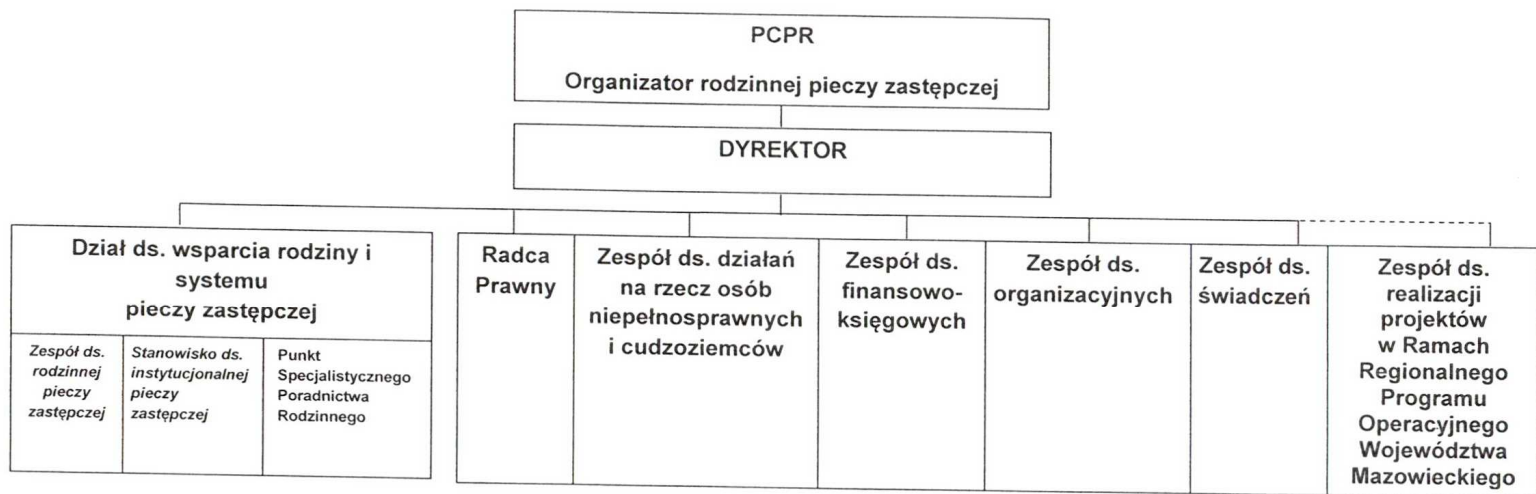 PCPR
Organizator rodzinnej pieczy zastępczej
DYREKTOR
Dział ds. wsparcia rodziny i
systemu
pieczy zastępczej
Zespół ds.
rodzinnej
pieczy
zastępczej
Stanowisko ds.
instytucjonalnej
pieczy
zastępczej
Punkt
Specjalistycznego
Poradnictwa
Rodzinnego
Radca
Prawny
Zespół ds. działań
na rzecz osób
niepełnosprawnych
i cudzoziemców
Zespół ds.
finansowo-
księgowych
Zespół ds.
organizacyjnych
Zespół ds.
świadczeń
Zespół ds.
realizacji
projektów
w Ramach
Regionalnego
Programu
Operacyjnego
Województwa
Mazowieckiego